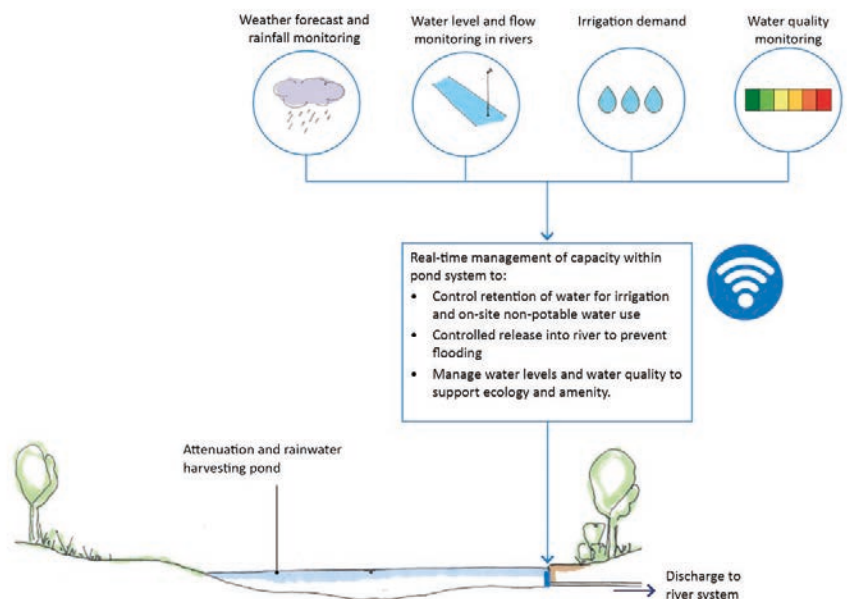 Weather forecast and
rainfall monitoring
Water level and flow
monitoring in rivers
Irrigation demand
Water quality
monitoring
Real-time management of capacity within
pond system to:
• Control retention of water for irrigation
and on-site non-potable water use
• Controlled release into river to prevent
flooding
• Manage water levels and water quality to
support ecology and amenity.
Attenuation and rainwater
harvesting pond
Discharge to
river system